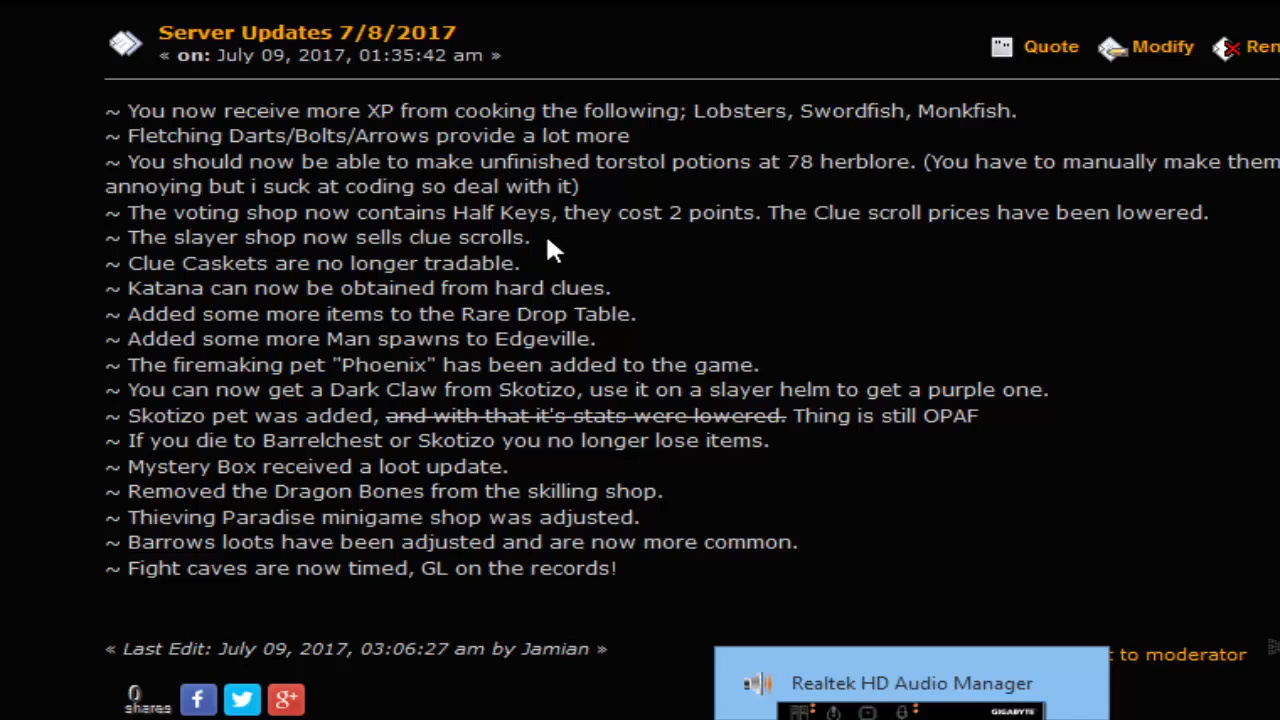 Server Updates 7/8/2017
« on: July 09, 2017, 01:35:42 am »
Quote
Modify
~ You now receive more XP from cooking the following; Lobsters, Swordfish, Monkfish.
~ Fletching Darts/Bolts/Arrows provide a lot more
~ You should now be able to make unfinished torstol potions at 78 herblore. (You have to manually make them
annoying but i suck at coding so deal with it)
~ The voting shop now contains Half Keys, they cost 2 points. The Clue scroll prices have been lowered.
~ The slayer shop now sells clue scrolls.
~ Clue Caskets are no longer tradable.
~ Katana can now be obtained from hard clues.
~ Added some more items to the Rare Drop Table.
~ Added some more Man spawns to Edgeville.
~ The firemaking pet "Phoenix" has been added to the game.
~ You can now get a Dark Claw from Skotizo, use it on a slayer helm to get a purple one.
~ Skotizo pet was added, and with that it's stats were lowered. Thing is still OPAF
~ If you die to Barrelchest or Skotizo you no longer lose items.
~ Mystery Box received a loot update.
~ Removed the Dragon Bones from the skilling shop.
~ Thieving Paradise minigame shop was adjusted.
~ Barrows loots have been adjusted and are now more common.
~ Fight caves are now timed, GL on the records!
« Last Edit: July 09, 2017, 03:06:27 am by Jamian »
to moderator
0
shares
f
g+
Realtek HD Audio Manager
GIGABYTE